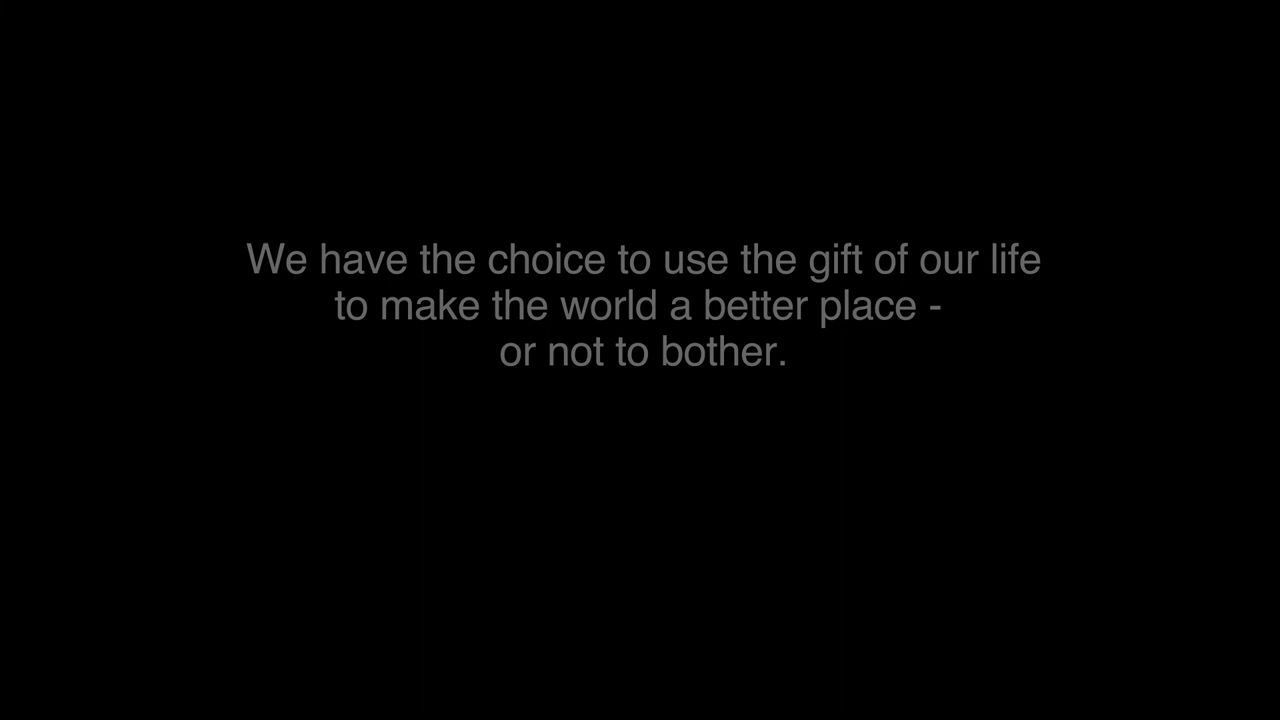 We have the choice to use the gift of our life
to make the world a better place -
or not to bother.